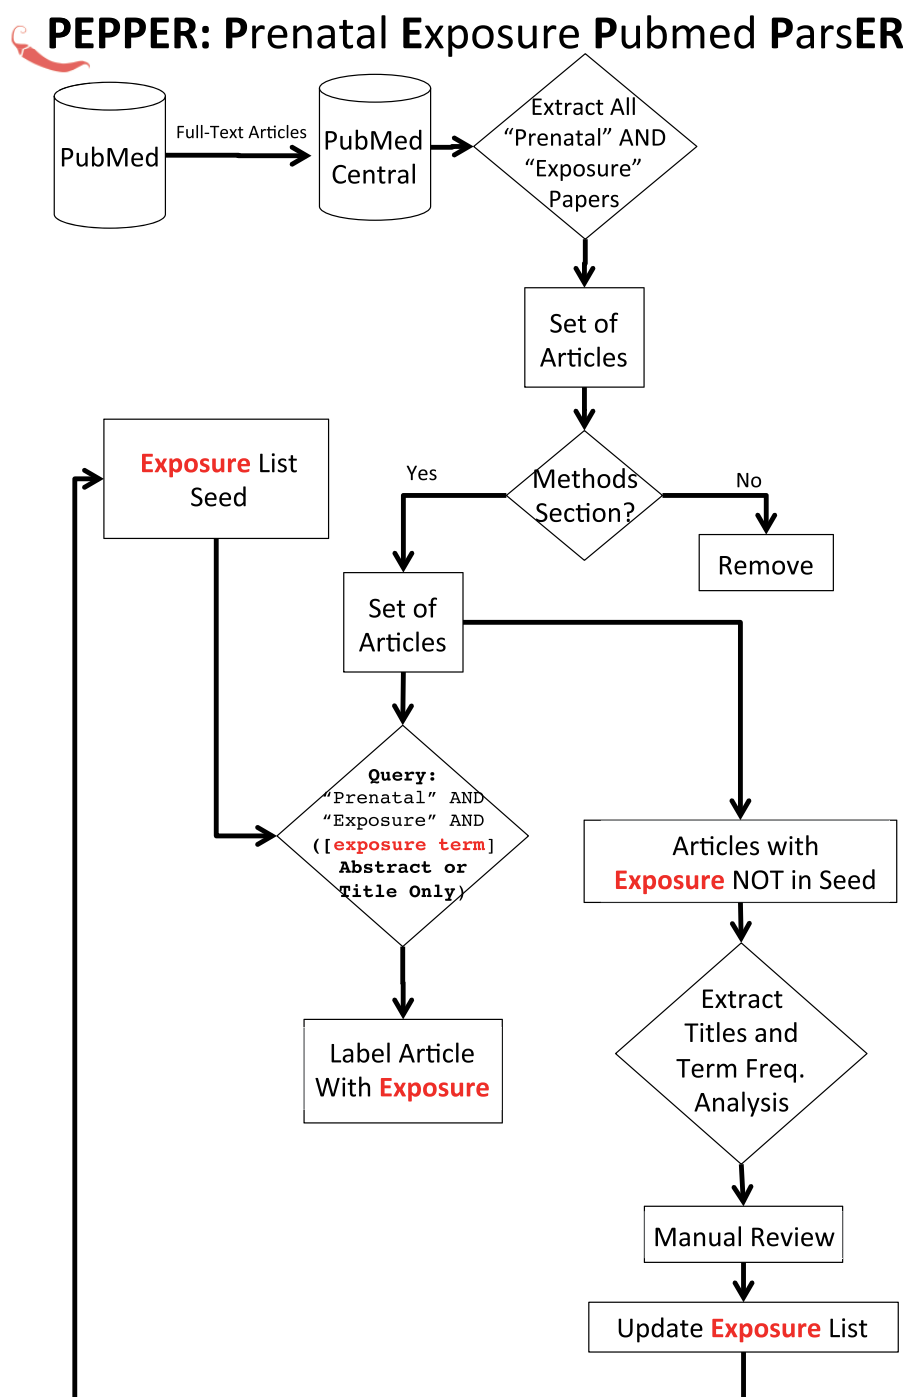 PEPPER: Prenatal Exposure Pubmed ParsER
PubMed
Full-Text Articles
PubMed
Central
Extract All
“Prenatal” AND
“Exposure”
Papers
Set of
Articles
Methods
Section?
Yes
No
Remove
Exposure List
Seed
Set of
Articles
Query:
“Prenatal” AND
“Exposure” AND
([exposure term]
Abstract or
Title Only)
Articles with
Exposure NOT in Seed
Label Article
With Exposure
Extract
Titles and
Term Freq.
Analysis
Manual Review
Update Exposure List